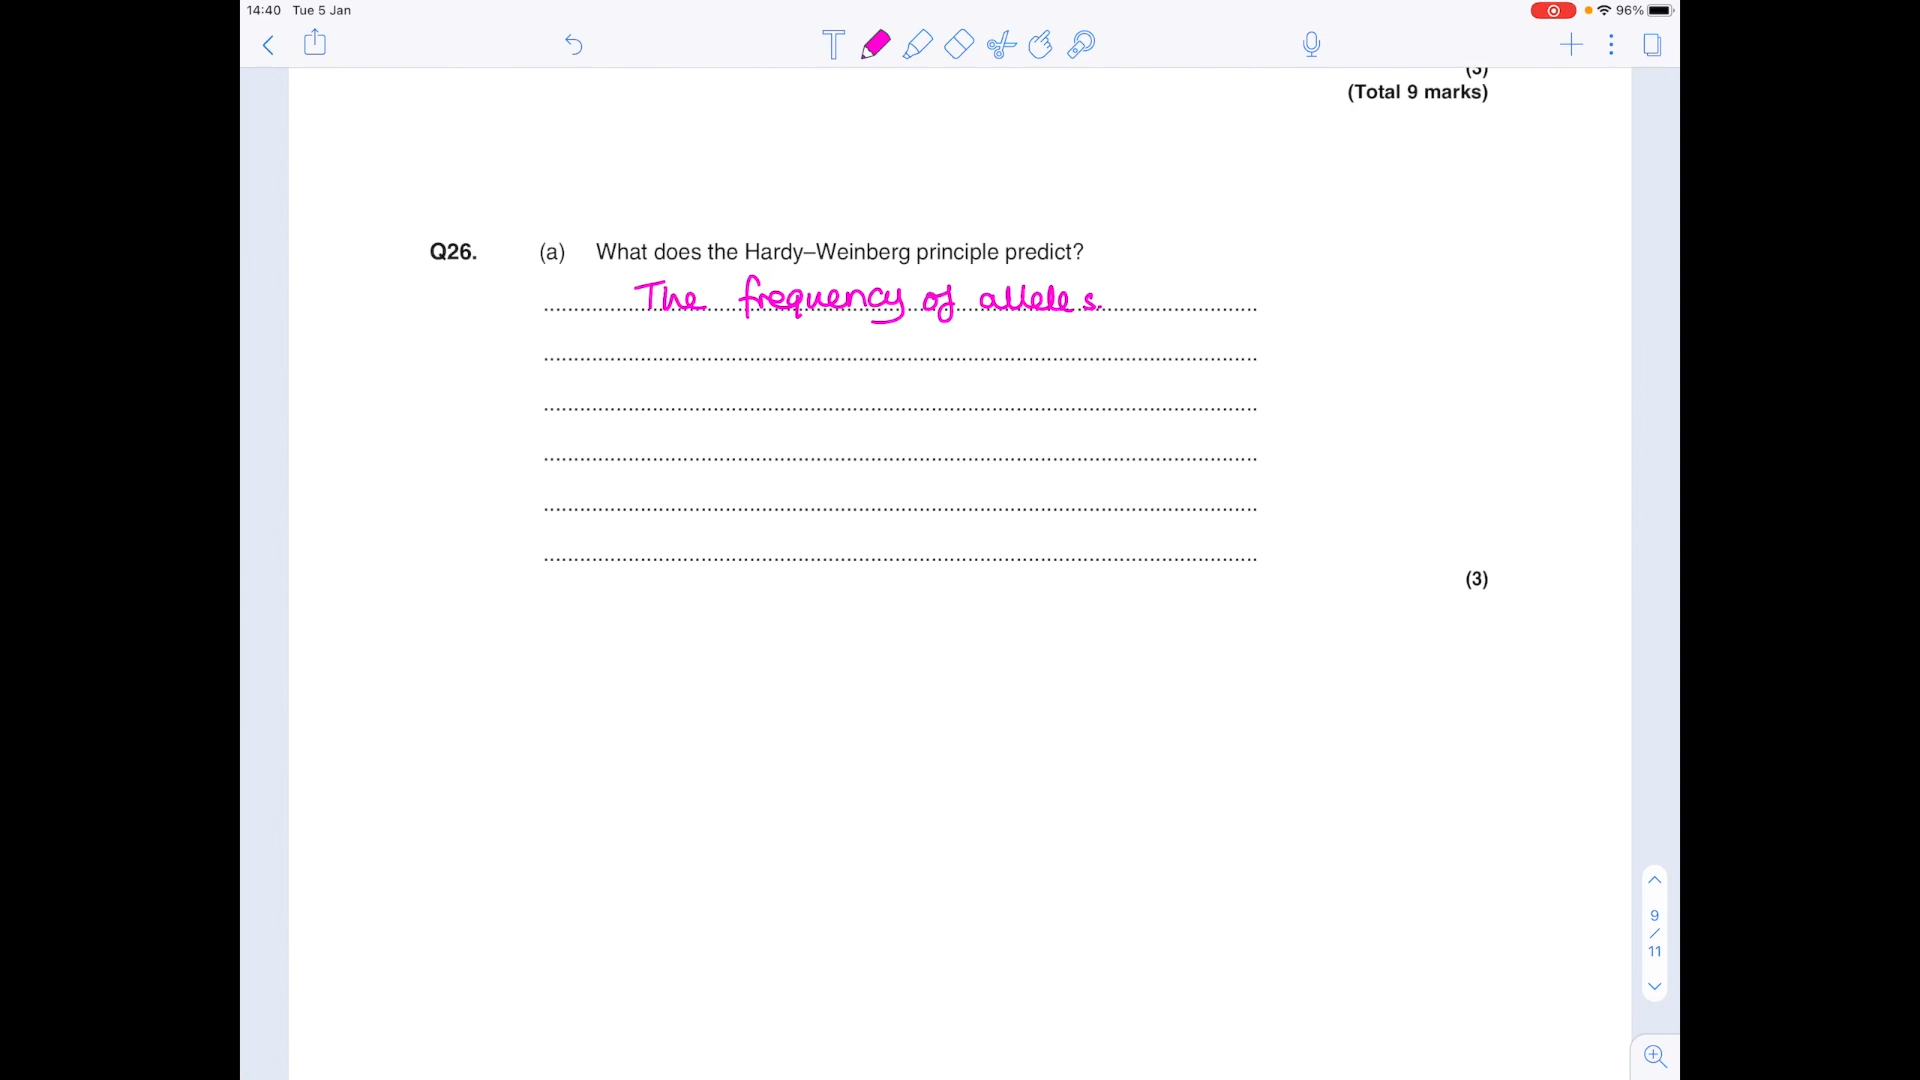 14:40 Tue 5 Jan
96%
T
(3)
(Total 9 marks)
Q26. (a) What does the Hardy–Weinberg principle predict?
The frequency of alleles.
(3)
9
/
11